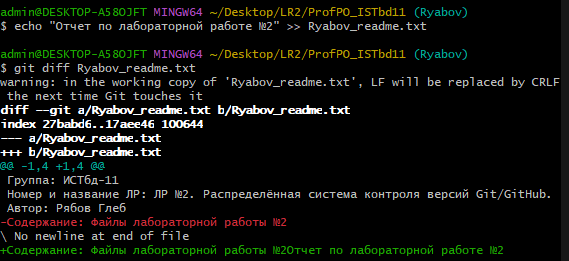 admin@DESKTOP-A58OJFT MINGW64 ~/Desktop/LR2/ProfPO_ISTbd11 (Ryabov)
$ echo "Отчет по лабораторной работе №2" >> Ryabov_readme.txt
admin@DESKTOP-A58OJFT MINGW64 ~/Desktop/LR2/ProfPO_ISTbd11 (Ryabov)
$ git diff Ryabov_readme.txt
warning: in the working copy of 'Ryabov_readme.txt', LF will be replaced by CRLF
 the next time Git touches it
diff --git a/Ryabov_readme.txt b/Ryabov_readme.txt
index 27babd6..17aee46 100644
--- a/Ryabov_readme.txt
+++ b/Ryabov_readme.txt
@@ -1,4 +1,4 @@
 Группа: ИСТбд-11
 Номер и название ЛР: ЛР №2. Распределённая система контроля версий Git/GitHub.
 Автор: Рябов Глеб
-Содержание: Файлы лабораторной работы №2
\ No newline at end of file
+Содержание: Файлы лабораторной работы №2Отчет по лабораторной работе №2